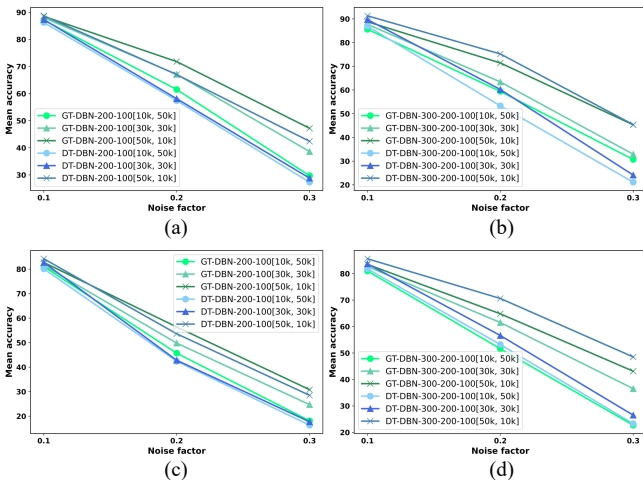 90
80
70
60
50
40
30
Mean accuracy
GT-DBN-200-100[10k, 50k]
GT-DBN-200-100[30k, 30k]
GT-DBN-200-100[50k, 10k]
DT-DBN-200-100[10k, 50k]
DT-DBN-200-100[30k, 30k]
DT-DBN-200-100[50k, 10k]
0.1 0.2 0.3
Noise factor
(a)
90
80
70
60
50
40
30
20
Mean accuracy
GT-DBN-300-200-100[10k, 50k]
GT-DBN-300-200-100[30k, 30k]
GT-DBN-300-200-100[50k, 10k]
DT-DBN-300-200-100[10k, 50k]
DT-DBN-300-200-100[30k, 30k]
DT-DBN-300-200-100[50k, 10k]
0.1 0.2 0.3
Noise factor
(b)
80
70
60
50
40
30
20
Mean accuracy
GT-DBN-200-100[10k, 50k]
GT-DBN-200-100[30k, 30k]
GT-DBN-200-100[50k, 10k]
DT-DBN-200-100[10k, 50k]
DT-DBN-200-100[30k, 30k]
DT-DBN-200-100[50k, 10k]
0.1 0.2 0.3
Noise factor
(c)
80
70
60
50
40
30
20
Mean accuracy
GT-DBN-300-200-100[10k, 50k]
GT-DBN-300-200-100[30k, 30k]
GT-DBN-300-200-100[50k, 10k]
DT-DBN-300-200-100[10k, 50k]
DT-DBN-300-200-100[30k, 30k]
DT-DBN-300-200-100[50k, 10k]
0.1 0.2 0.3
Noise factor
(d)